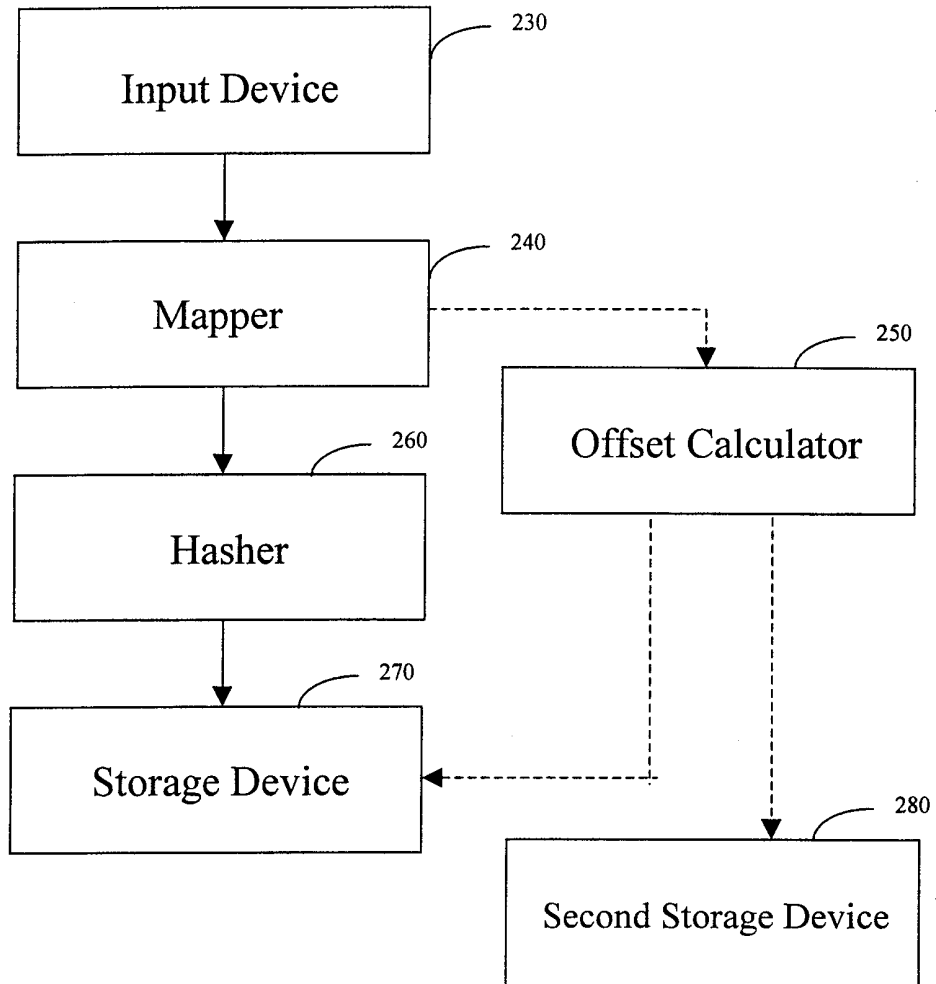 230
Input Device
240
Mapper
250
Offset Calculator
260
Hasher
270
Storage Device
280
Second Storage Device